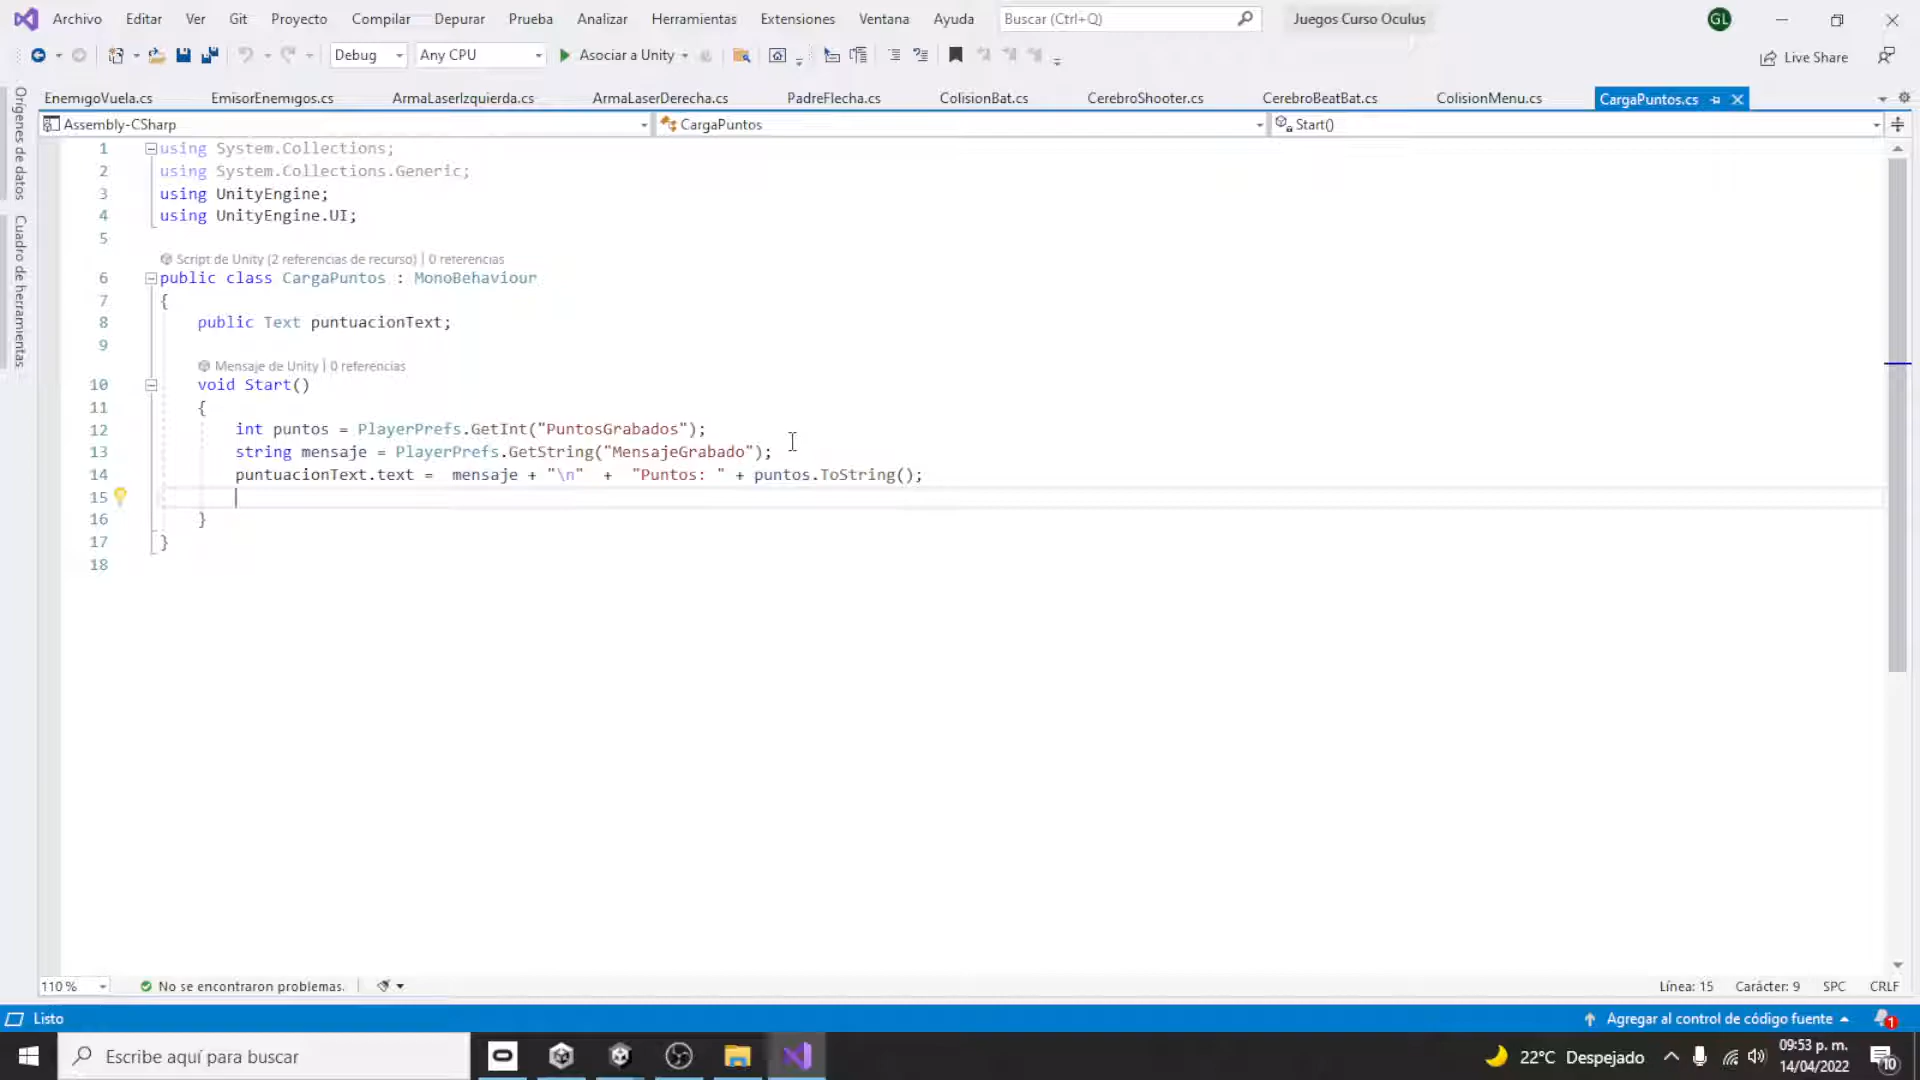 Archivo Editar Ver Git Proyecto Compilar Depurar Prueba Analizar Herramientas Extensiones Ventana Ayuda Buscar (Ctrl+Q) Juegos Curso Oculus GL
Debug Any CPU Asociar a Unity Live Share
EnemigoVuela.cs EmisorEnemigos.cs ArmaLaserIzquierda.cs ArmaLaserDerecha.cs PadreFlecha.cs ColisionBat.cs CerebroShooter.cs CerebroBeatBat.cs ColisionMenu.cs CargaPuntos.cs
Assembly-CSharp CargaPuntos Start()
Orígenes de datos
Cuadro de herramientas
1 using System.Collections;
2 using System.Collections.Generic;
3 using UnityEngine;
4 using UnityEngine.UI;
5
Script de Unity (2 referencias de recurso) | 0 referencias
6 public class CargaPuntos : MonoBehaviour
7 {
8 public Text puntuacionText;
9
Mensaje de Unity | 0 referencias
10 void Start()
11 {
12 int puntos = PlayerPrefs.GetInt("PuntosGrabados");
13 string mensaje = PlayerPrefs.GetString("MensajeGrabado");
14 puntuacionText.text =  mensaje + "\n"  +  "Puntos: " + puntos.ToString();
15
16 }
17 }
18
110 % No se encontraron problemas. Línea: 15 Carácter: 9 SPC CRLF
Listo Agregar al control de código fuente 1
Escribe aquí para buscar 22°C Despejado 09:53 p. m.
14/04/2022 10